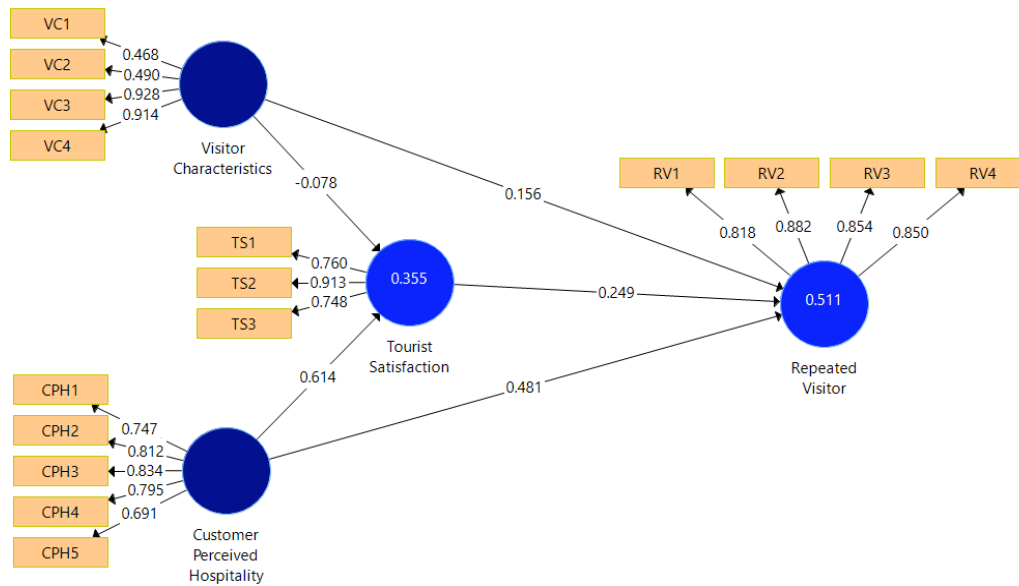 VC1
0.468
VC2
0.490
VC3
0.928
VC4
0.914
Visitor
Characteristics
-0.078
0.156
RV1
RV2
RV3
RV4
0.818
0.882
0.854
0.850
TS1
0.760
TS2
0.913
TS3
0.748
0.355
Tourist
Satisfaction
0.249
0.511
Repeated
Visitor
0.614
0.481
CPH1
0.747
CPH2
0.812
CPH3
0.834
CPH4
0.795
CPH5
0.691
Customer
Perceived
Hospitality